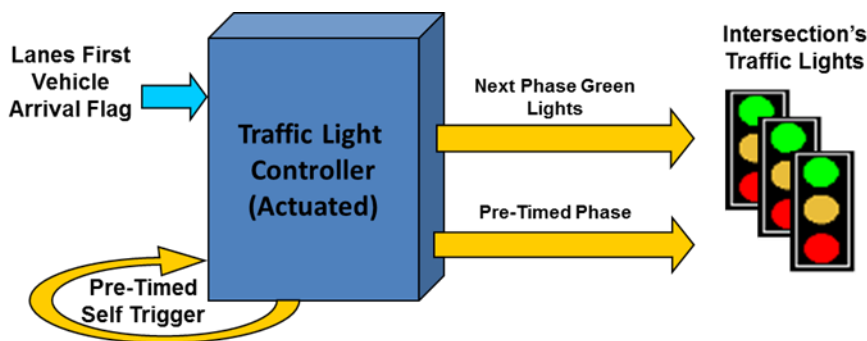 Lanes First
Vehicle
Arrival Flag
Traffic Light
Controller
(Actuated)
Pre-Timed
Self Trigger
Next Phase Green
Lights
Pre-Timed Phase
Intersection's
Traffic Lights